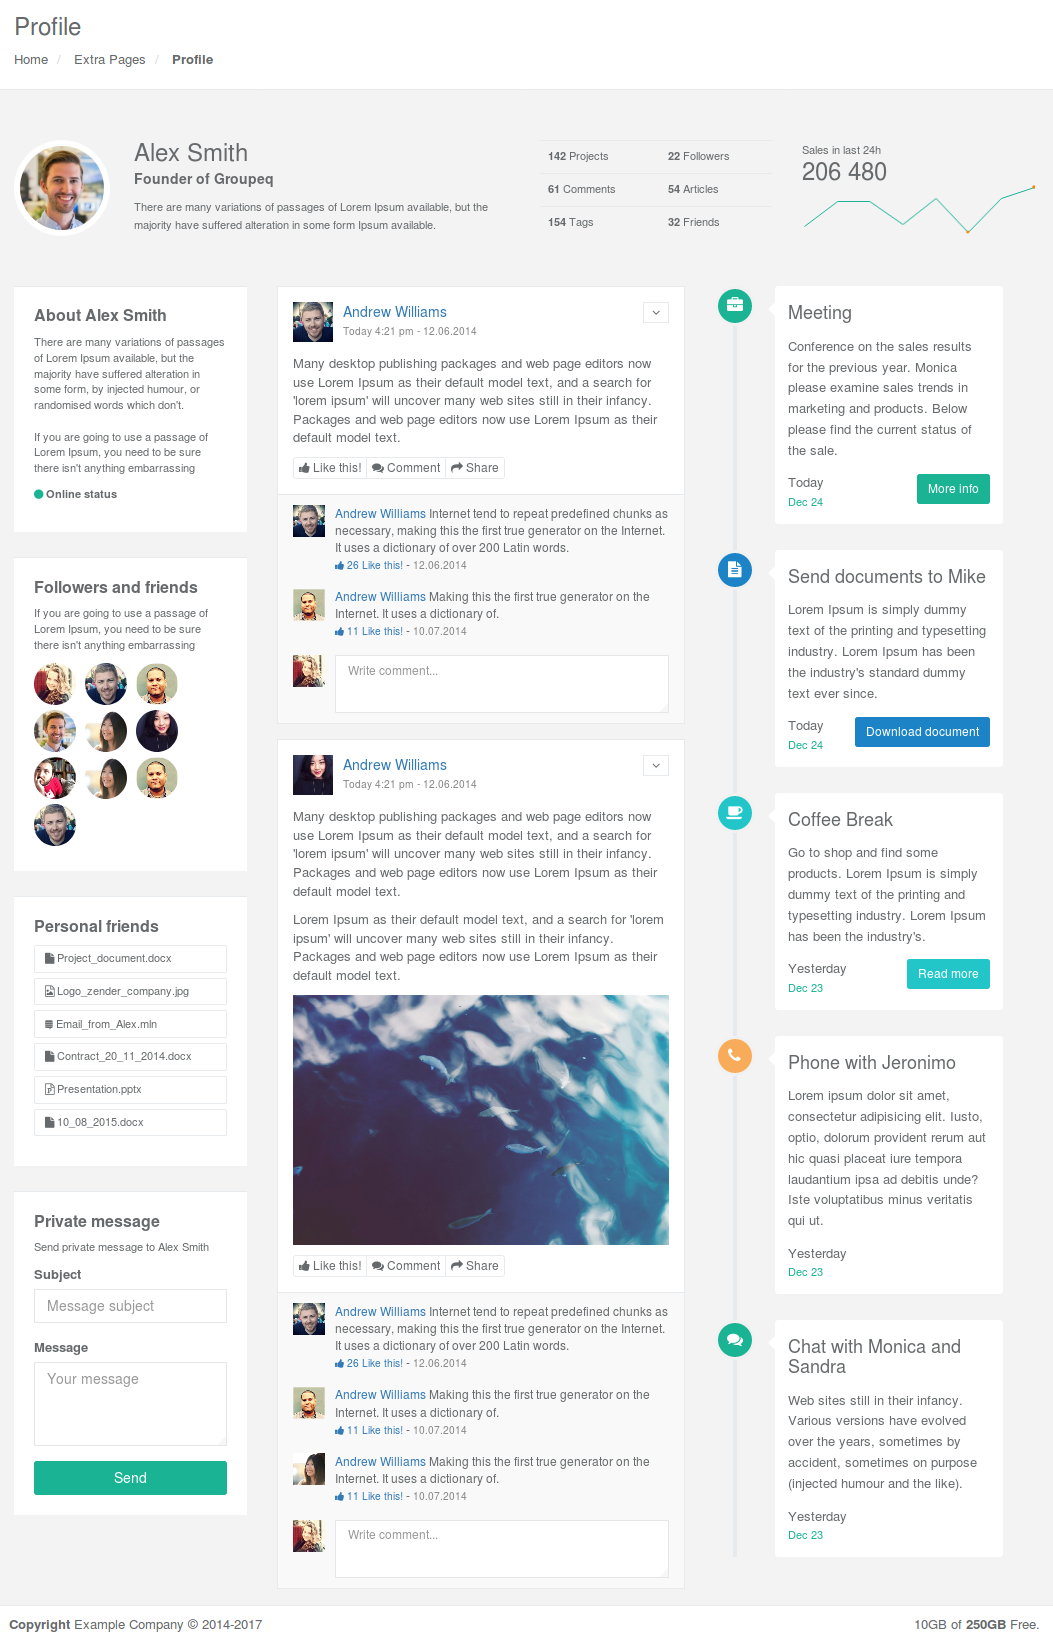 Profile
Home / Extra Pages / Profile
Alex Smith
Founder of Groupeq
There are many variations of passages of Lorem Ipsum available, but the
majority have suffered alteration in some form Ipsum available.
142 Projects 22 Followers
61 Comments 54 Articles
154 Tags 32 Friends
Sales in last 24h
206 480
About Alex Smith
There are many variations of passages
of Lorem Ipsum available, but the
majority have suffered alteration in
some form, by injected humour, or
randomised words which don't.
If you are going to use a passage of
Lorem Ipsum, you need to be sure
there isn't anything embarrassing
Online status
Followers and friends
If you are going to use a passage of
Lorem Ipsum, you need to be sure
there isn't anything embarrassing
Personal friends
Project_document.docx
Logo_zender_company.jpg
Email_from_Alex.mln
Contract_20_11_2014.docx
Presentation.pptx
10_08_2015.docx
Private message
Send private message to Alex Smith
Subject
Message subject
Message
Your message
Send
Andrew Williams
Today 4:21 pm - 12.06.2014
Many desktop publishing packages and web page editors now
use Lorem Ipsum as their default model text, and a search for
'lorem ipsum' will uncover many web sites still in their infancy.
Packages and web page editors now use Lorem Ipsum as their
default model text.
Like this! Comment Share
Andrew Williams Internet tend to repeat predefined chunks as
necessary, making this the first true generator on the Internet.
It uses a dictionary of over 200 Latin words.
26 Like this! - 12.06.2014
Andrew Williams Making this the first true generator on the
Internet. It uses a dictionary of.
11 Like this! - 10.07.2014
Write comment...
Andrew Williams
Today 4:21 pm - 12.06.2014
Many desktop publishing packages and web page editors now
use Lorem Ipsum as their default model text, and a search for
'lorem ipsum' will uncover many web sites still in their infancy.
Packages and web page editors now use Lorem Ipsum as their
default model text.
Lorem Ipsum as their default model text, and a search for 'lorem
ipsum' will uncover many web sites still in their infancy.
Packages and web page editors now use Lorem Ipsum as their
default model text.
Like this! Comment Share
Andrew Williams Internet tend to repeat predefined chunks as
necessary, making this the first true generator on the Internet.
It uses a dictionary of over 200 Latin words.
26 Like this! - 12.06.2014
Andrew Williams Making this the first true generator on the
Internet. It uses a dictionary of.
11 Like this! - 10.07.2014
Andrew Williams Making this the first true generator on the
Internet. It uses a dictionary of.
11 Like this! - 10.07.2014
Write comment...
Meeting
Conference on the sales results
for the previous year. Monica
please examine sales trends in
marketing and products. Below
please find the current status of
the sale.
Today
Dec 24
More info
Send documents to Mike
Lorem Ipsum is simply dummy
text of the printing and typesetting
industry. Lorem Ipsum has been
the industry's standard dummy
text ever since.
Today
Dec 24
Download document
Coffee Break
Go to shop and find some
products. Lorem Ipsum is simply
dummy text of the printing and
typesetting industry. Lorem Ipsum
has been the industry's.
Yesterday
Dec 23
Read more
Phone with Jeronimo
Lorem ipsum dolor sit amet,
consectetur adipisicing elit. Iusto,
optio, dolorum provident rerum aut
hic quasi placeat iure tempora
laudantium ipsa ad debitis unde?
Iste voluptatibus minus veritatis
qui ut.
Yesterday
Dec 23
Chat with Monica and
Sandra
Web sites still in their infancy.
Various versions have evolved
over the years, sometimes by
accident, sometimes on purpose
(injected humour and the like).
Yesterday
Dec 23
Copyright Example Company © 2014-2017
10GB of 250GB Free.